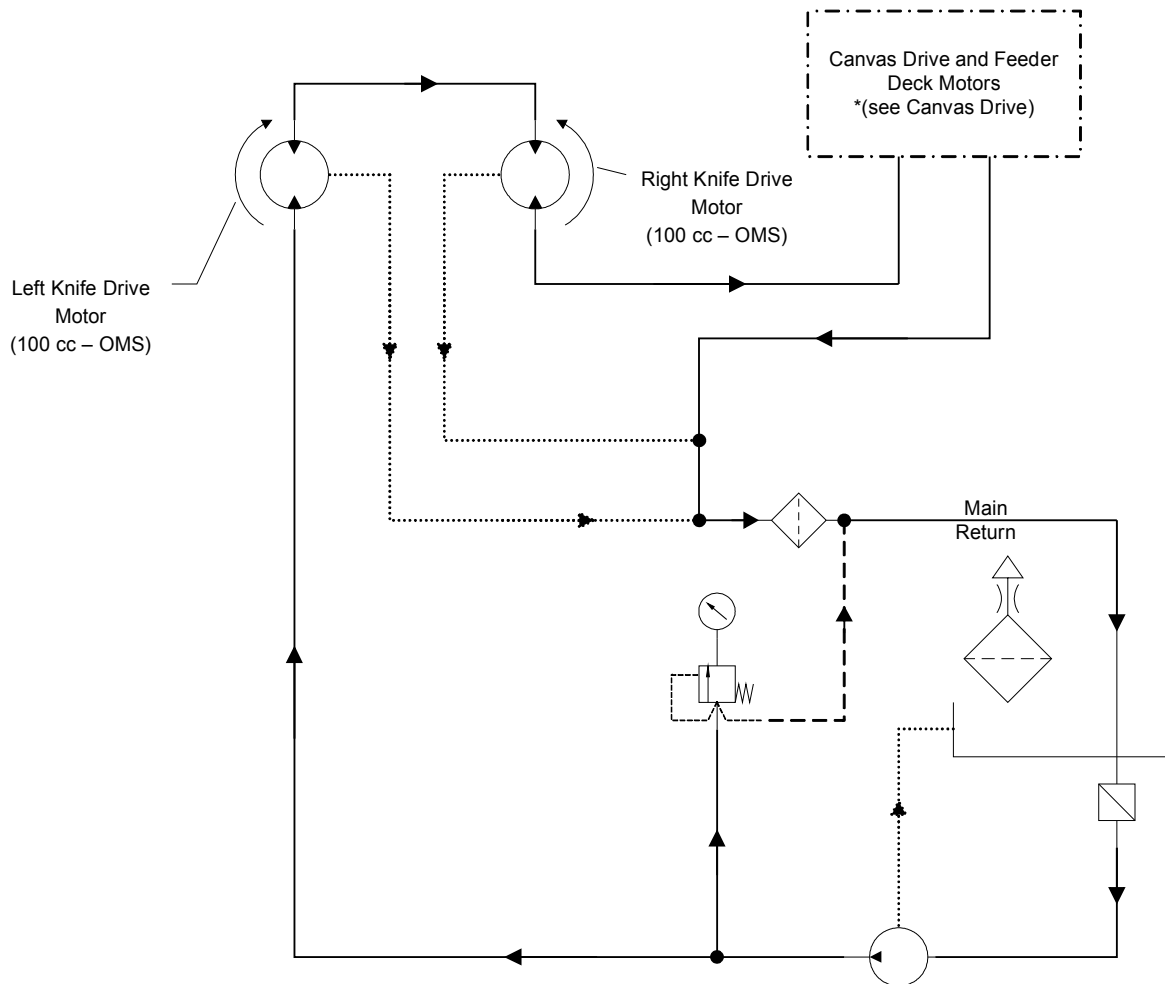 Canvas Drive and Feeder
Deck Motors
*(see Canvas Drive)
Right Knife Drive
Motor
(100 cc – OMS)
Left Knife Drive
Motor
(100 cc – OMS)
Main
Return